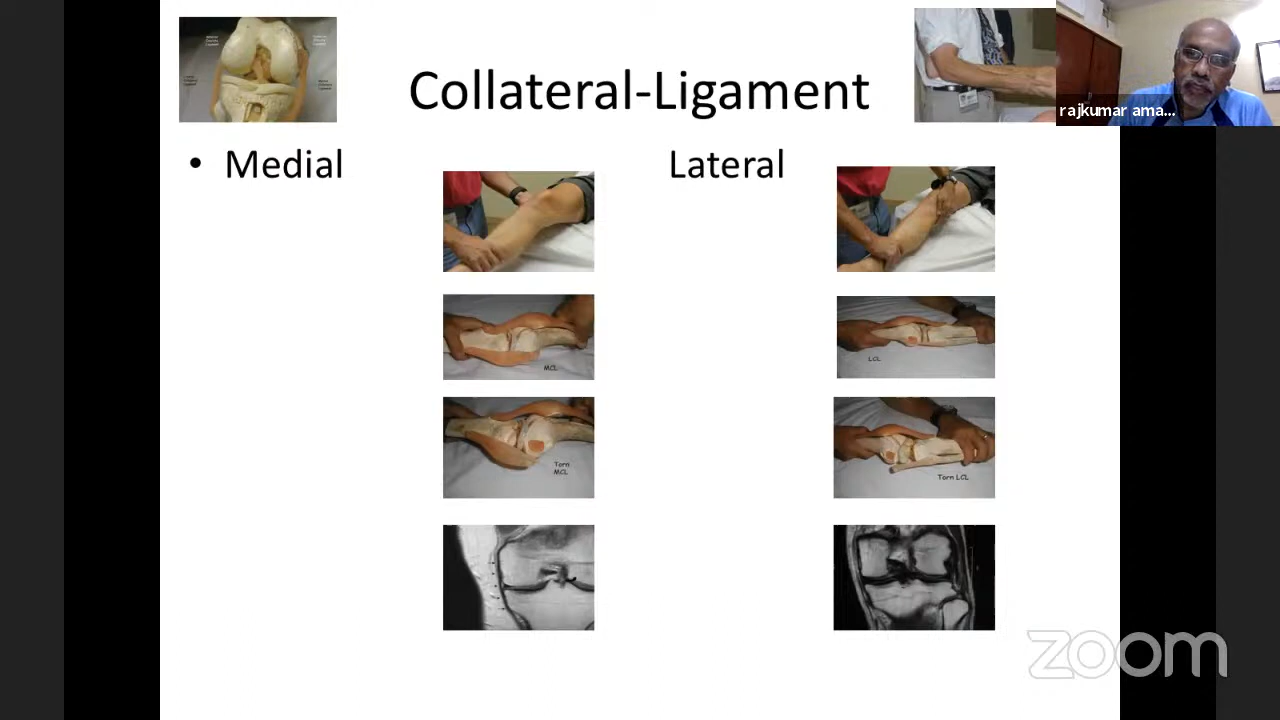 Collateral-Ligament
rajkumar ama...
• Medial
Lateral
MCL
LCL
Torn
MCL
Torn LCL
zoom